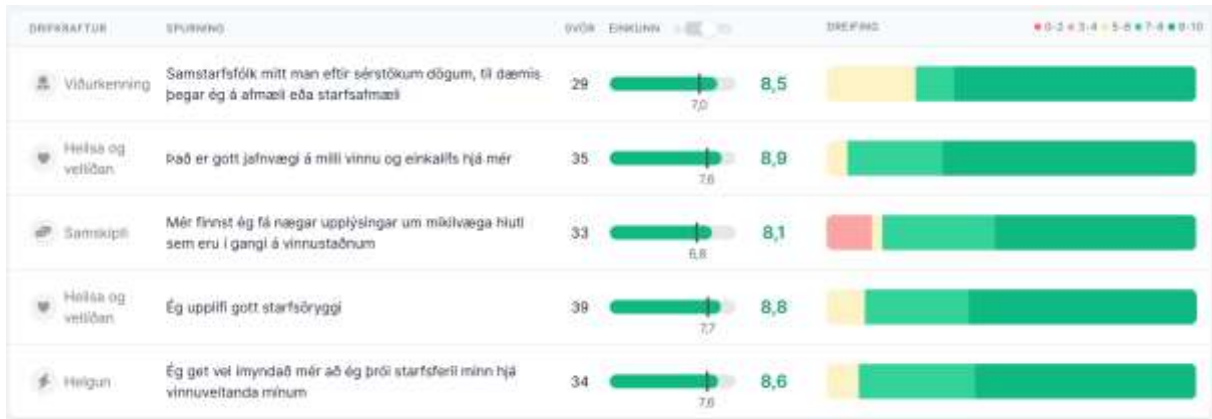 DRIFKRAFTUR SPURNING SVÖR EINKUNN DREIFING 0-2 3-4 5-6 7-8 9-10
Viðurkenning
Samstarfsfólk mitt man eftir sérstökum dögum, til dæmis
þegar ég á afmæli eða starfsafmæli
29 7,0 8,5
Heilsa og
vellíðan
Það er gott jafnvægi á milli vinnu og einkalífs hjá mér
35 7,6 8,9
Samskipti
Mér finnst ég fá nægar upplýsingar um mikilvæga hluti
sem eru í gangi á vinnustaðnum
33 6,8 8,1
Heilsa og
vellíðan
Ég upplifi gott starfsöryggi
39 7,7 8,8
Helgun
Ég get vel ímyndað mér að ég þrói starfsferil minn hjá
vinnuveitanda mínum
34 7,6 8,6